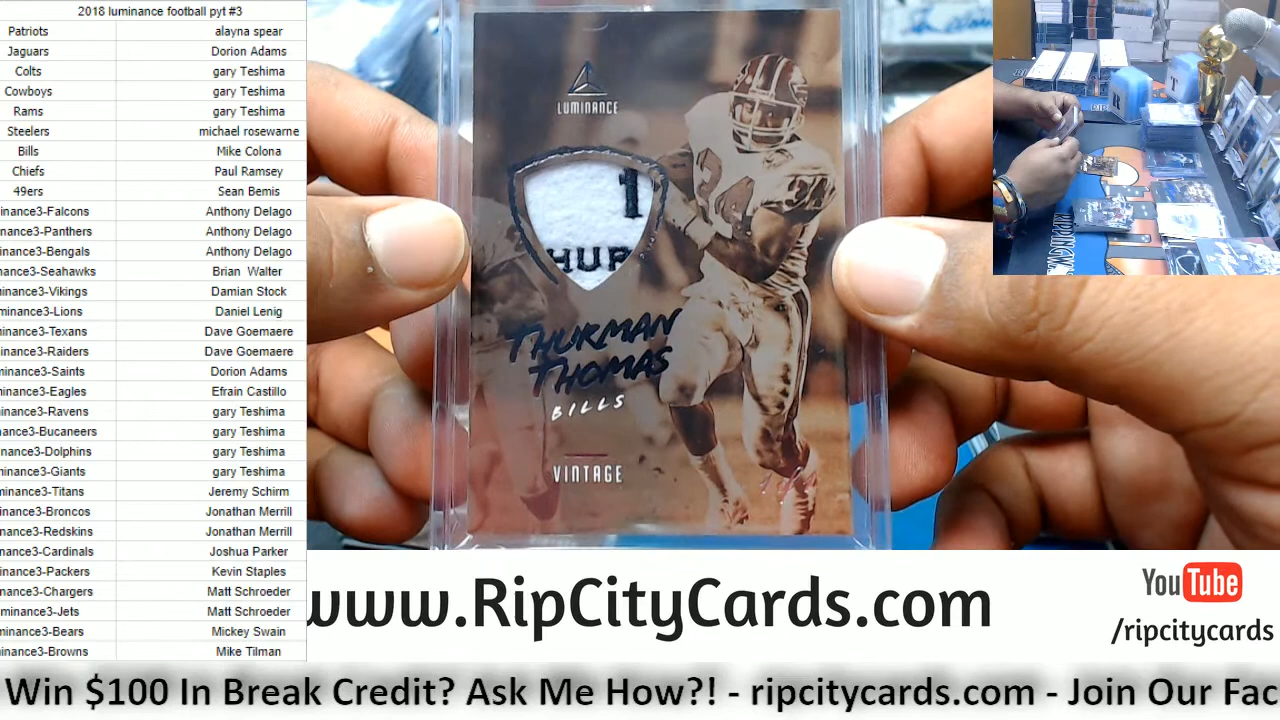 2018 luminance football pyt #3
Patriots alayna spear
Jaguars Dorion Adams
Colts gary Teshima
Cowboys gary Teshima
Rams gary Teshima
Steelers michael rosewarne
Bills Mike Colona
Chiefs Paul Ramsey
49ers Sean Bemis
inance3-Falcons Anthony Delago
inance3-Panthers Anthony Delago
inance3-Bengals Anthony Delago
inance3-Seahawks Brian Walter
inance3-Vikings Damian Stock
minance3-Lions Daniel Lenig
inance3-Texans Dave Goemaere
inance3-Raiders Dave Goemaere
inance3-Saints Dorion Adams
inance3-Eagles Efrain Castillo
inance3-Ravens gary Teshima
nance3-Bucaneers gary Teshima
inance3-Dolphins gary Teshima
minance3-Giants gary Teshima
minance3-Titans Jeremy Schirm
inance3-Broncos Jonathan Merrill
nance3-Redskins Jonathan Merrill
inance3-Cardinals Joshua Parker
inance3-Packers Kevin Staples
inance3-Chargers Matt Schroeder
minance3-Jets Matt Schroeder
minance3-Bears Mickey Swain
inance3-Browns Mike Tilman
LUMINANCE
1
HUR
THURMAN
THOMAS
BILLS
VINTAGE
www.RipCityCards.com
YouTube
/ripcitycards
Win $100 In Break Credit? Ask Me How?! - ripcitycards.com - Join Our Fac